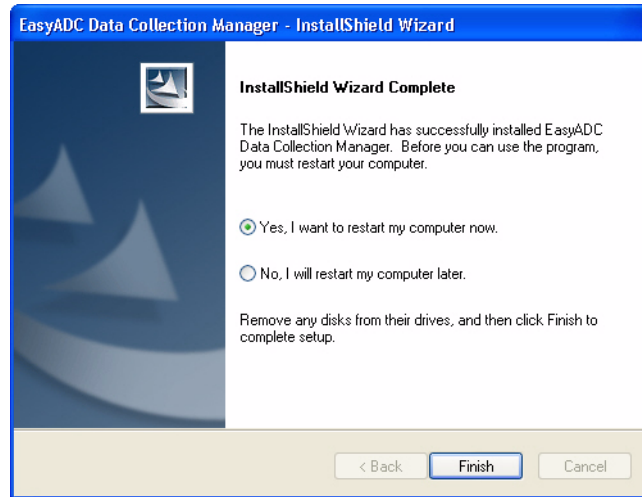 EasyADC Data Collection Manager - InstallShield Wizard
InstallShield Wizard Complete
The InstallShield Wizard has successfully installed EasyADC
Data Collection Manager.  Before you can use the program,
you must restart your computer.
Yes, I want to restart my computer now.
No, I will restart my computer later.
Remove any disks from their drives, and then click Finish to
complete setup.
< Back Finish Cancel